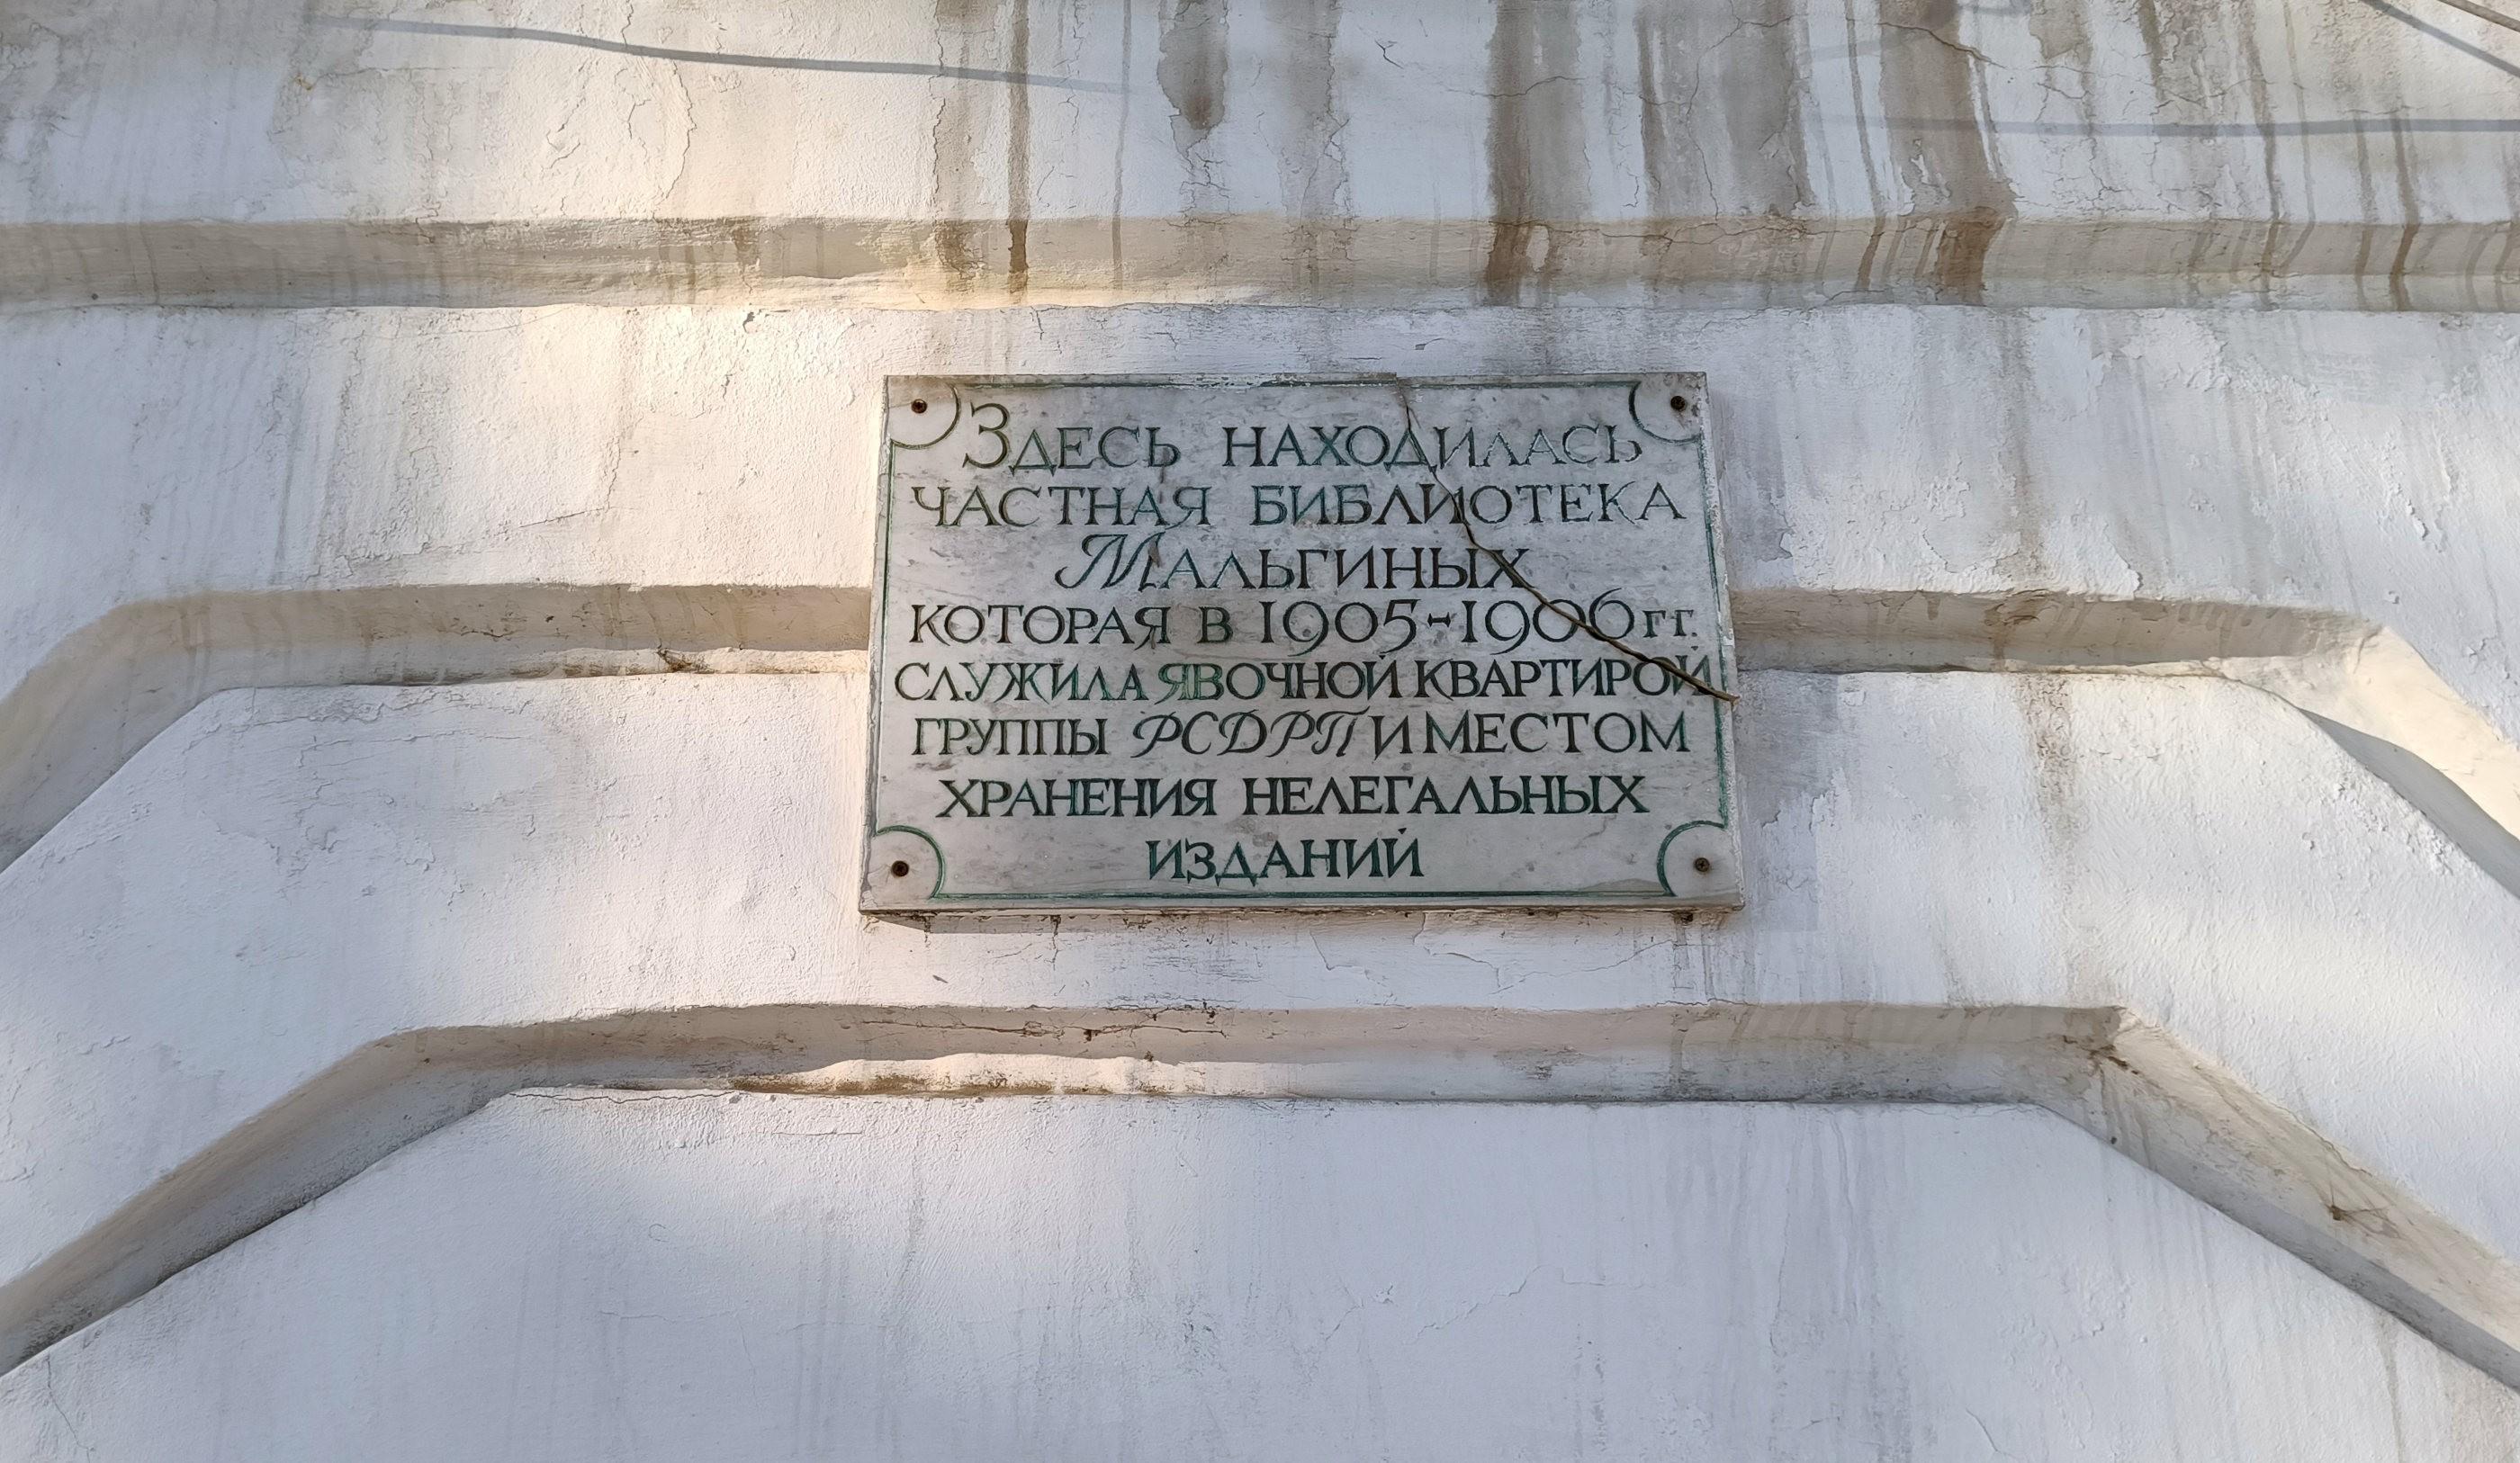 Здесь находилась
частная библиотека
Мальгиных
которая в 1905-1906 гг.
служила явочной квартирой
группы РСДРП и местом
хранения нелегальных
изданий